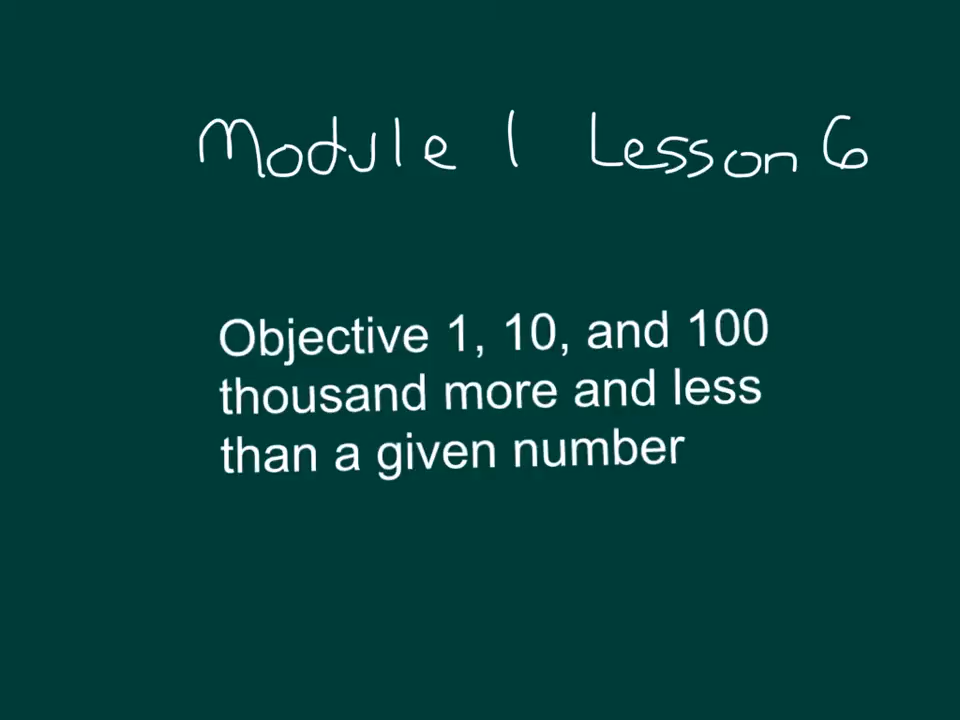 Module 1 Lesson 6
Objective 1, 10, and 100
thousand more and less
than a given number